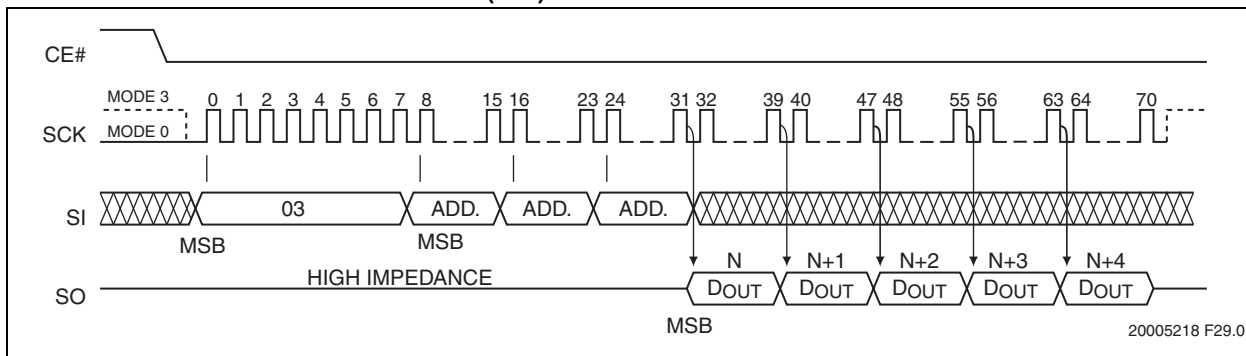 CE#
MODE 3
0 1 2 3 4 5 6 7 8 15 16 23 24 31 32 39 40 47 48 55 56 63 64 70
SCK
MODE 0
SI 03 ADD. ADD. ADD.
MSB MSB
N N+1 N+2 N+3 N+4
HIGH IMPEDANCE
SO DOUT DOUT DOUT DOUT DOUT
MSB
20005218 F29.0